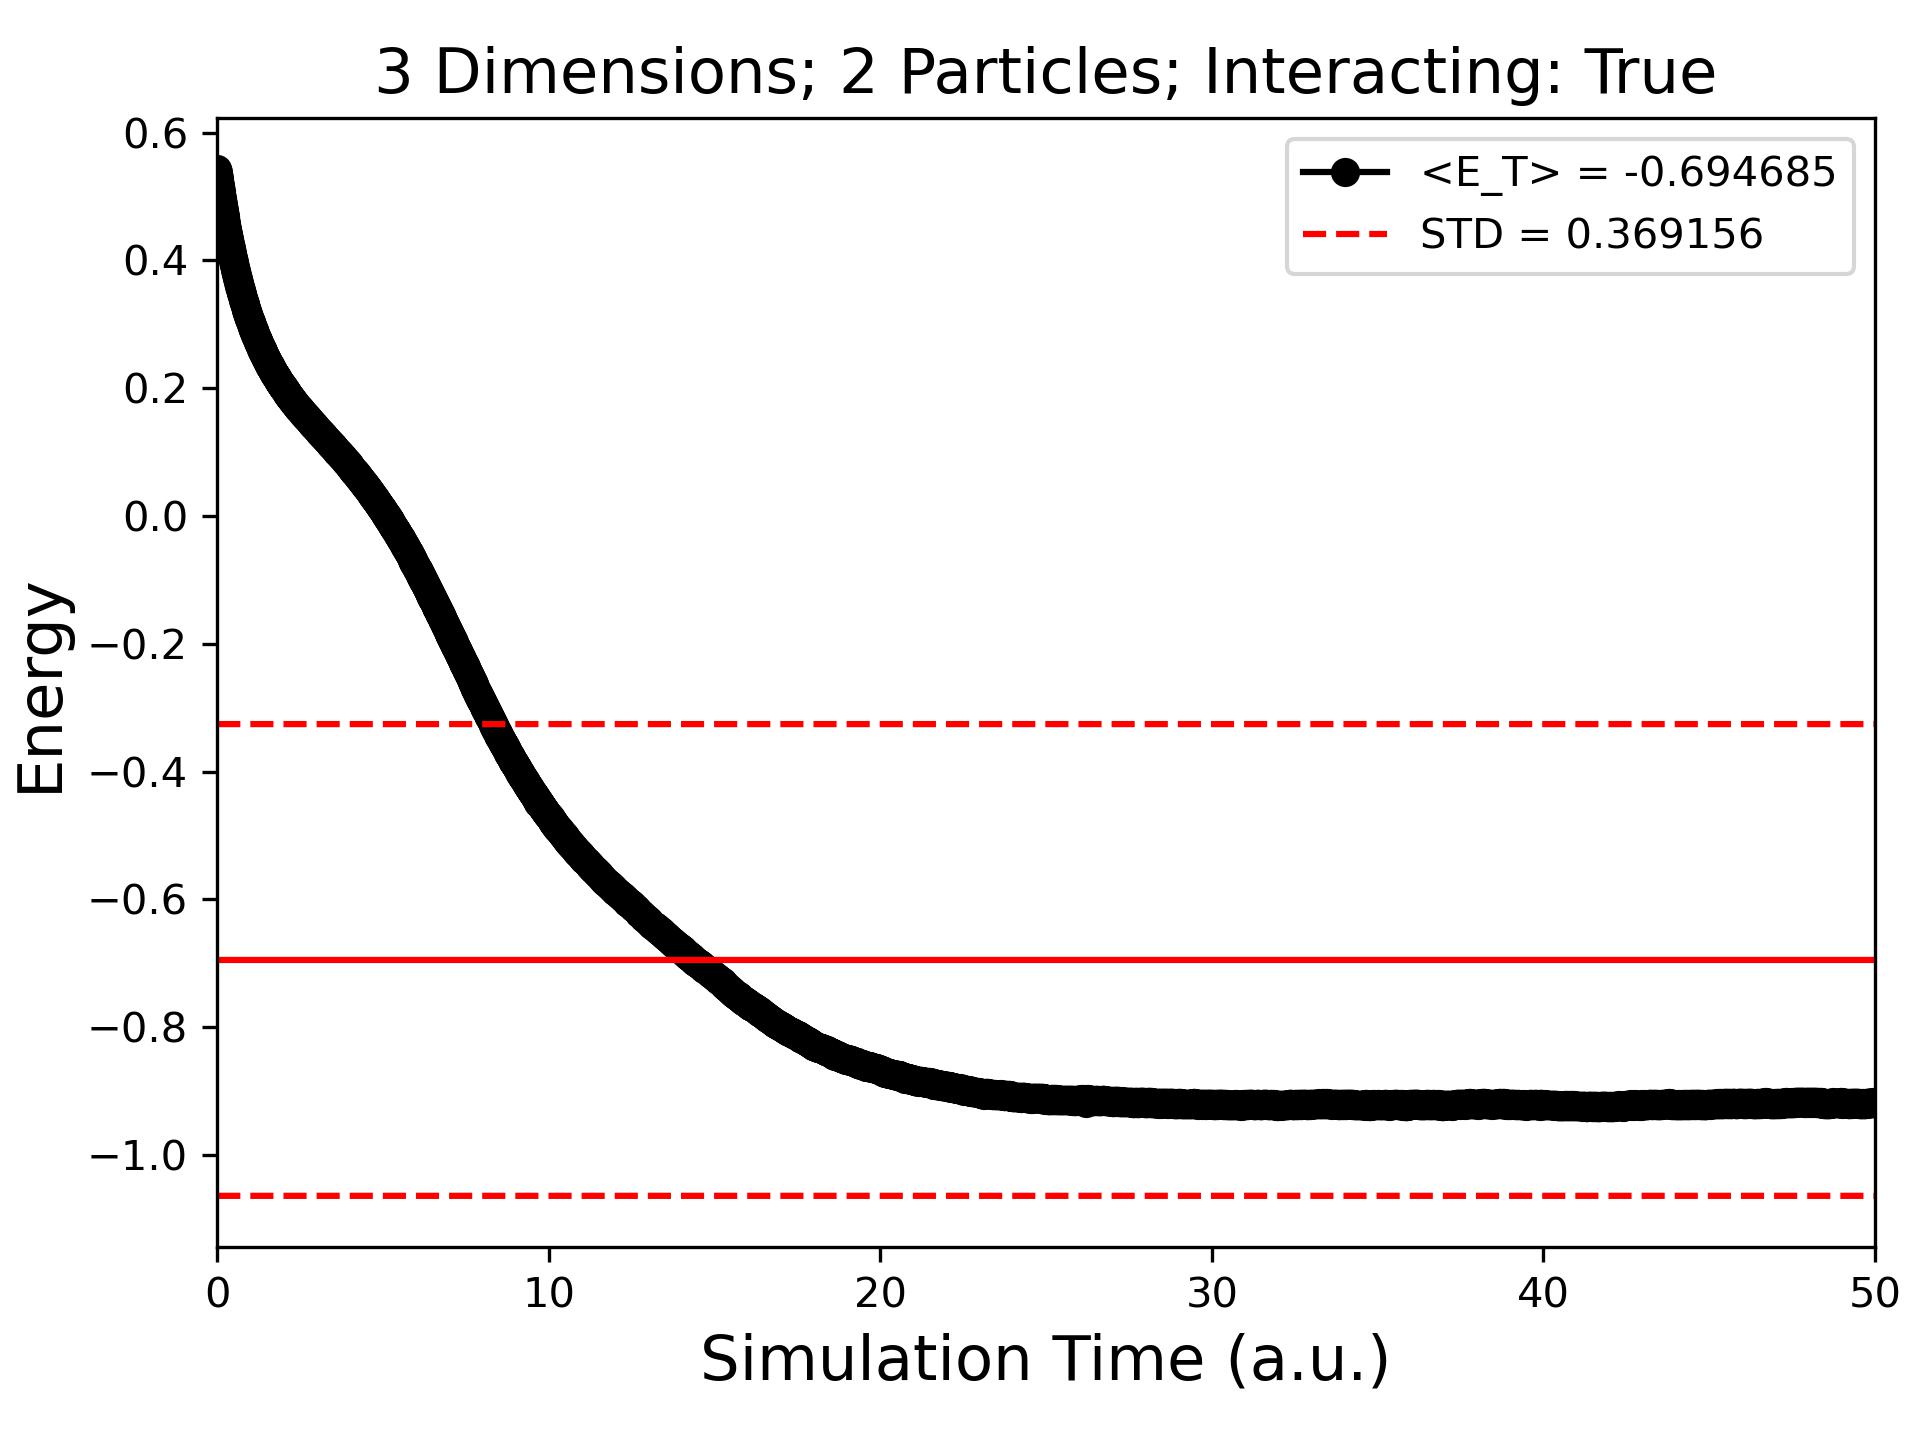 3 Dimensions; 2 Particles; Interacting: True
<E_T> = -0.694685
STD = 0.369156
0.6
0.4
0.2
0.0
−0.2
−0.4
−0.6
−0.8
−1.0
Energy
0 10 20 30 40 50
Simulation Time (a.u.)